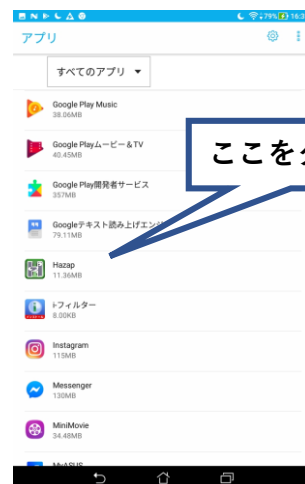 79% 16:3
アプリ
すべてのアプリ
Google Play Music
38.06MB
Google Playムービー＆TV
40.45MB
Google Play開発者サービス
357MB
Googleテキスト読み上げエンジ
79.11MB
ここを
Hazap
11.36MB
i-フィルター
8.00KB
Instagram
115MB
Messenger
130MB
MiniMovie
34.48MB
MyASUS